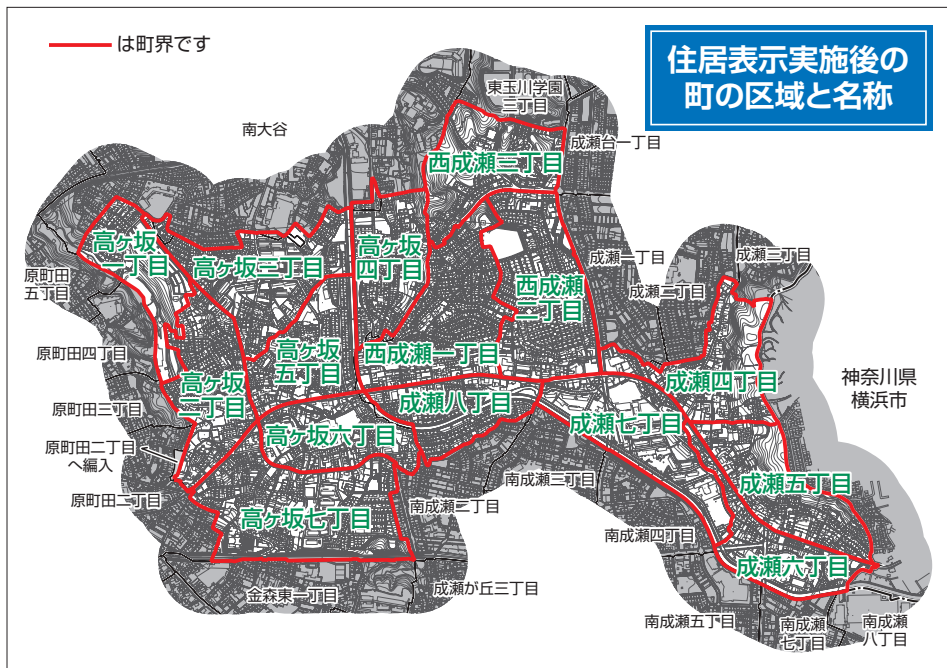 は町界です
住居表示実施後の
町の区域と名称
東玉川学園
三丁目
南大谷
成瀬台一丁目
西成瀬三丁目
高ヶ坂
一丁目
高ヶ坂三丁目
高ヶ坂
四丁目
原町田
五丁目
西成瀬
二丁目
成瀬一丁目
成瀬二丁目
成瀬三丁目
原町田四丁目
高ヶ坂
五丁目
西成瀬一丁目
高ヶ坂
二丁目
成瀬八丁目
成瀬四丁目
神奈川県
横浜市
原町田三丁目
成瀬七丁目
高ヶ坂六丁目
原町田二丁目
へ編入
原町田二丁目
南成瀬二丁目
南成瀬三丁目
成瀬五丁目
高ヶ坂七丁目
南成瀬四丁目
成瀬六丁目
金森東一丁目
成瀬が丘三丁目
南成瀬五丁目
南成瀬
七丁目
南成瀬
八丁目